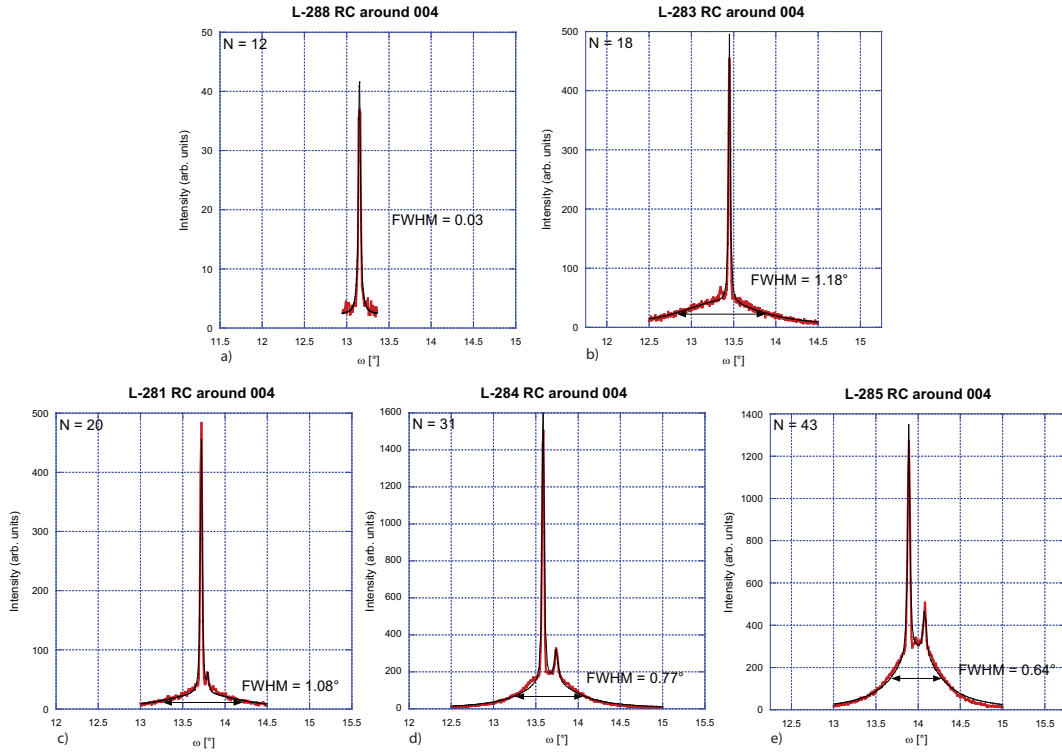 L-288 RC around 004
N = 12
50
40
30
20
10
0
Intensity (arb. units)
FWHM = 0.03
11.5 12 12.5 13 13.5 14 14.5 15
ω [°]
a)
L-283 RC around 004
N = 18
500
400
300
200
100
0
Intensity (arb. units)
FWHM = 1.18°
12 12.5 13 13.5 14 14.5 15
ω [°]
b)
L-281 RC around 004
N = 20
500
400
300
200
100
0
Intensity (arb. units)
FWHM = 1.08°
12 12.5 13 13.5 14 14.5 15 15.5
ω [°]
c)
L-284 RC around 004
N = 31
1600
1400
1200
1000
800
600
400
200
0
Intensity (arb. units)
FWHM = 0.77°
12 12.5 13 13.5 14 14.5 15 15.5
ω [°]
d)
L-285 RC around 004
N = 43
1400
1200
1000
800
600
400
200
0
Intensity (arb. units)
FWHM = 0.64°
12.5 13 13.5 14 14.5 15 15.5
ω [°]
e)